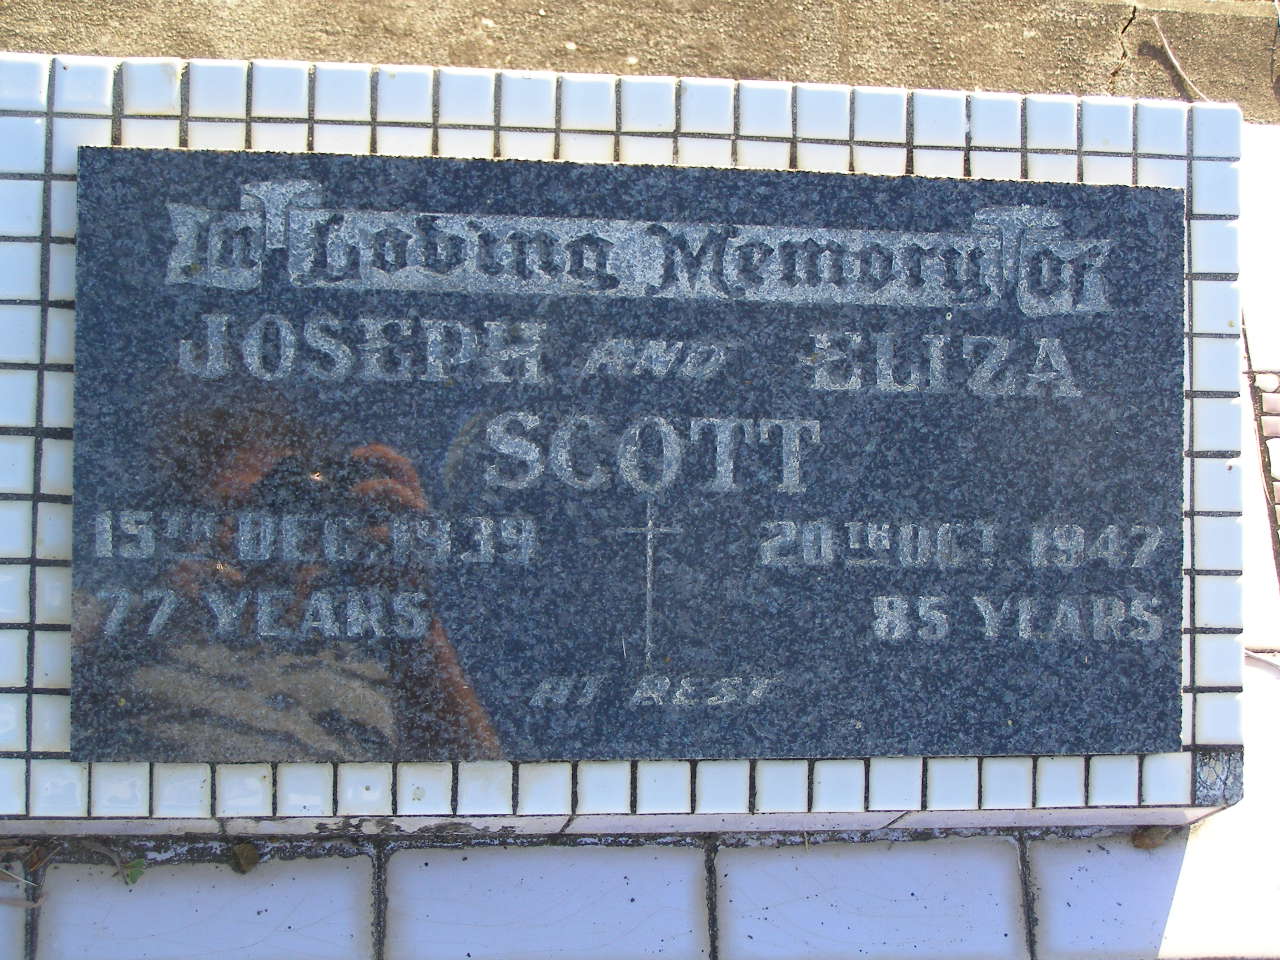 In Loving Memory Of
JOSEPH AND ELIZA
SCOTT
15TH DEC. 1939 20TH OCT. 1947
77 YEARS 85 YEARS
AT REST